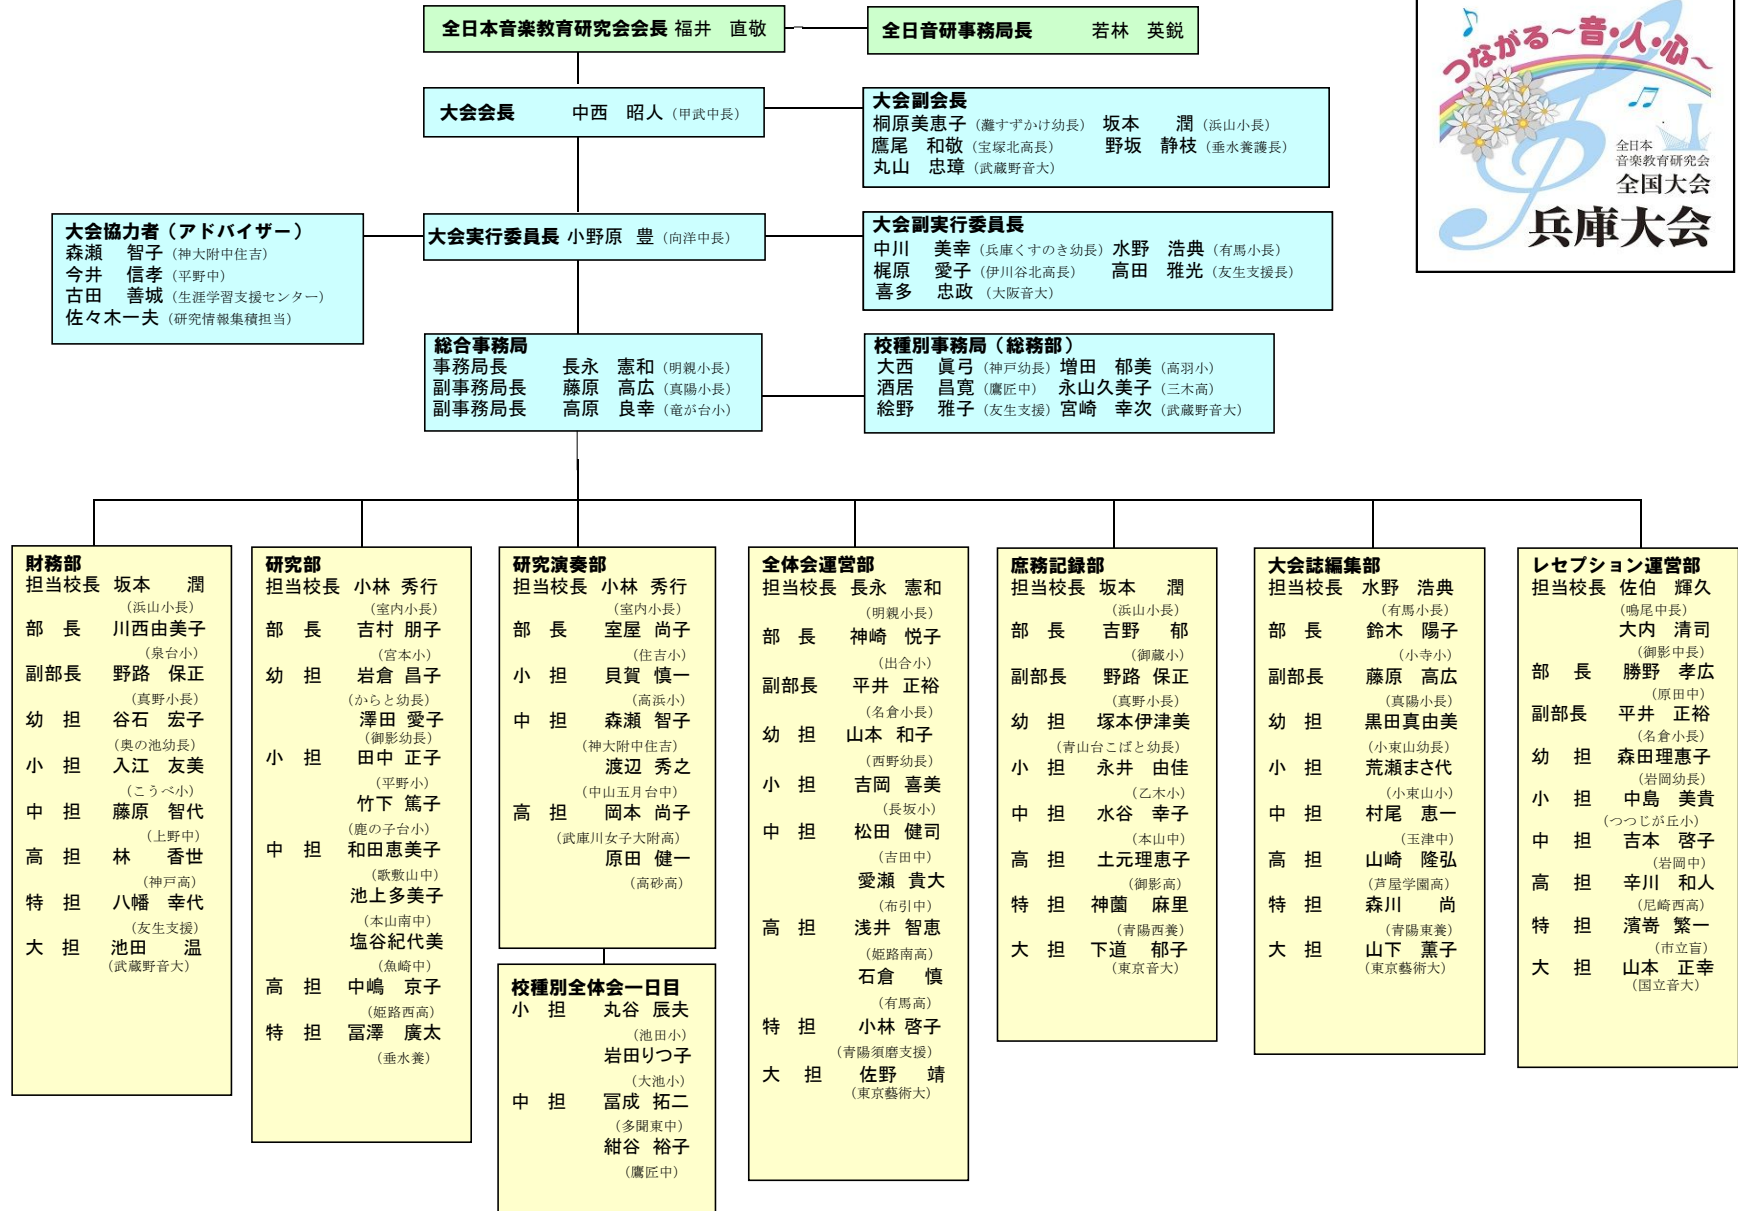 全日本音楽教育研究会会長 福井　直敬
全日音研事務局長　若林　英鋭
つながる～音・人・心～
全日本
音楽教育研究会
全国大会
兵庫大会
大会会長　中西　昭人（甲武中長）
大会副会長
桐原美恵子（灘すずかけ幼長）　坂本　潤（浜山小長）
鷹尾　和敬（宝塚北高長）　野坂　静枝（垂水養護長）
丸山　忠璋（武蔵野音大）
大会協力者（アドバイザー）
森瀬　智子（神大附中住吉）
今井　信孝（平野中）
古田　善城（生涯学習支援センター）
佐々木一夫（研究情報集積担当）
大会実行委員長 小野原　豊（向洋中長）
大会副実行委員長
中川　美幸（兵庫くすのき幼長）水野　浩典（有馬小長）
梶原　愛子（伊川谷北高長）　高田　雅光（友生支援長）
喜多　忠政（大阪音大）
総合事務局
事務局長　長永　憲和（明親小長）
副事務局長　藤原　高広（真陽小長）
副事務局長　高原　良幸（竜が台小）
校種別事務局（総務部）
大西　眞弓（神戸幼長）増田　郁美（高羽小）
酒居　昌寛（鷹匠中）　永山久美子（三木高）
絵野　雅子（友生支援）宮崎　幸次（武蔵野音大）
財務部
担当校長　坂本　潤
（浜山小長）
部　長　川西由美子
（泉台小）
副部長　野路　保正
（真野小長）
幼　担　谷石　宏子
（奥の池幼長）
小　担　入江　友美
（こうべ小）
中　担　藤原　智代
（上野中）
高　担　林　香世
（神戸高）
特　担　八幡　幸代
（友生支援）
大　担　池田　温
（武蔵野音大）
研究部
担当校長　小林　秀行
（室内小長）
部　長　吉村　朋子
（宮本小）
幼　担　岩倉　昌子
（からと幼長）
澤田　愛子
（御影幼長）
小　担　田中　正子
（平野小）
竹下　篤子
（鹿の子台小）
中　担　和田恵美子
（歌敷山中）
池上多美子
（本山南中）
塩谷紀代美
（魚崎中）
高　担　中嶋　京子
（姫路西高）
特　担　冨澤　廣太
（垂水養）
研究演奏部
担当校長　小林　秀行
（室内小長）
部　長　室屋　尚子
（住吉小）
小　担　貝賀　慎一
（高浜小）
中　担　森瀬　智子
（神大附中住吉）
渡辺　秀之
（中山五月台中）
高　担　岡本　尚子
（武庫川女子大附高）
原田　健一
（高砂高）
校種別全体会一日目
小　担　丸谷　辰夫
（池田小）
岩田りつ子
（大池小）
中　担　冨成　拓二
（多聞東中）
紺谷　裕子
（鷹匠中）
全体会運営部
担当校長　長永　憲和
（明親小長）
部　長　神崎　悦子
（出合小）
副部長　平井　正裕
（名倉小長）
幼　担　山本　和子
（西野幼長）
小　担　吉岡　喜美
（長坂小）
中　担　松田　健司
（吉田中）
愛瀬　貴大
（布引中）
高　担　浅井　智恵
（姫路南高）
石倉　慎
（有馬高）
特　担　小林　啓子
（青陽須磨支援）
大　担　佐野　靖
（東京藝術大）
庶務記録部
担当校長　坂本　潤
（浜山小長）
部　長　吉野　郁
（御蔵小）
副部長　野路　保正
（真野小長）
幼　担　塚本伊津美
（青山台こばと幼長）
小　担　永井　由佳
（乙木小）
中　担　水谷　幸子
（本山中）
高　担　土元理恵子
（御影高）
特　担　神薗　麻里
（青陽西養）
大　担　下道　郁子
（東京音大）
大会誌編集部
担当校長　水野　浩典
（有馬小長）
部　長　鈴木　陽子
（小寺小）
副部長　藤原　高広
（真陽小長）
幼　担　黒田真由美
（小東山幼長）
小　担　荒瀬まさ代
（小東山小）
中　担　村尾　恵一
（玉津中）
高　担　山崎　隆弘
（芦屋学園高）
特　担　森川　尚
（青陽東養）
大　担　山下　薫子
（東京藝術大）
レセプション運営部
担当校長　佐伯　輝久
（鳴尾中長）
大内　清司
（御影中長）
部　長　勝野　孝広
（原田中）
副部長　平井　正裕
（名倉小長）
幼　担　森田理恵子
（岩岡幼長）
小　担　中島　美貴
（つつじが丘小）
中　担　吉本　啓子
（岩岡中）
高　担　辛川　和人
（尼崎西高）
特　担　濱嵜　繁一
（市立盲）
大　担　山本　正幸
（国立音大）